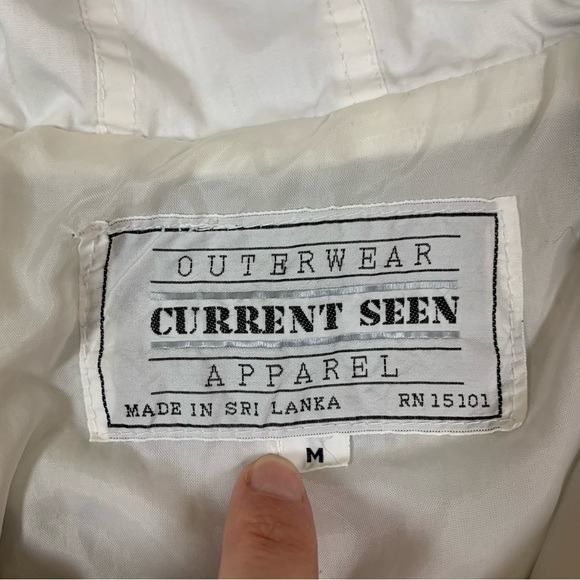 OUTERWEAR
CURRENT SEEN
APPAREL
MADE IN SRI LANKA RN 15101
M